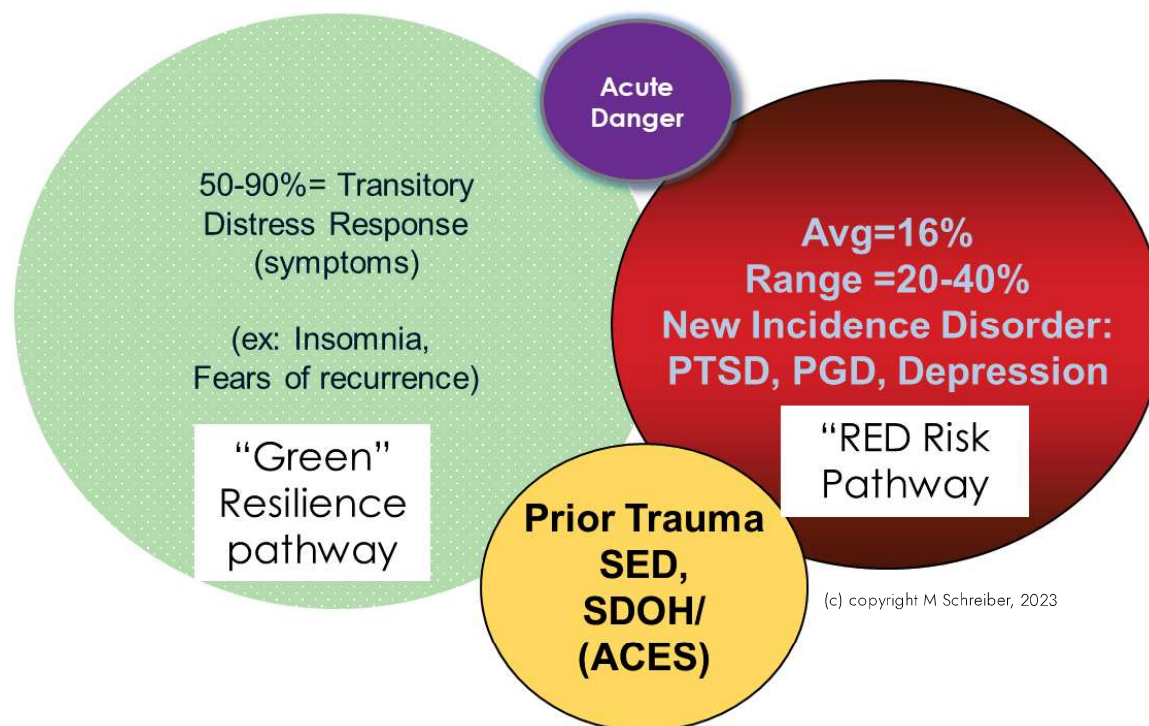 Acute
Danger
50-90%= Transitory
Distress Response
(symptoms)
(ex: Insomnia,
Fears of recurrence)
“Green”
Resilience
pathway
Avg=16%
Range =20-40%
New Incidence Disorder:
PTSD, PGD, Depression
“RED Risk
Pathway
Prior Trauma
SED,
SDOH/
(ACES)
(c) copyright M Schreiber, 2023